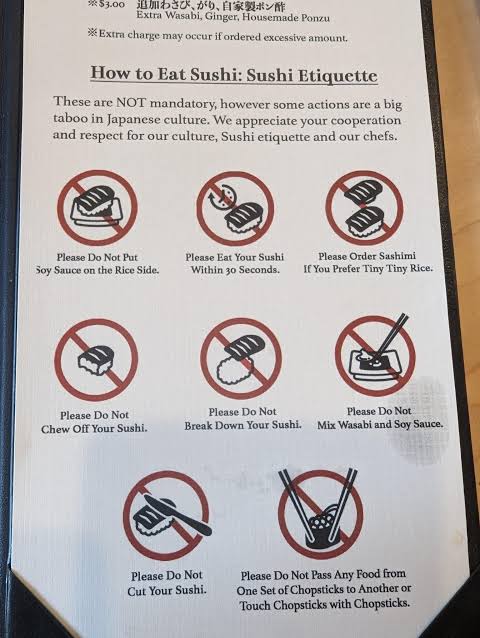 ※$3.00 追加わさび、がり、自家製ポン酢
Extra Wasabi, Ginger, Housemade Ponzu
※Extra charge may occur if ordered excessive amount.
How to Eat Sushi: Sushi Etiquette
These are NOT mandatory, however some actions are a big
taboo in Japanese culture. We appreciate your cooperation
and respect for our culture, Sushi etiquette and our chefs.
Please Do Not Put
Soy Sauce on the Rice Side.
Please Eat Your Sushi
Within 30 Seconds.
Please Order Sashimi
If You Prefer Tiny Tiny Rice.
Please Do Not
Chew Off Your Sushi.
Please Do Not
Break Down Your Sushi.
Please Do Not
Mix Wasabi and Soy Sauce.
Please Do Not
Cut Your Sushi.
Please Do Not Pass Any Food from
One Set of Chopsticks to Another or
Touch Chopsticks with Chopsticks.